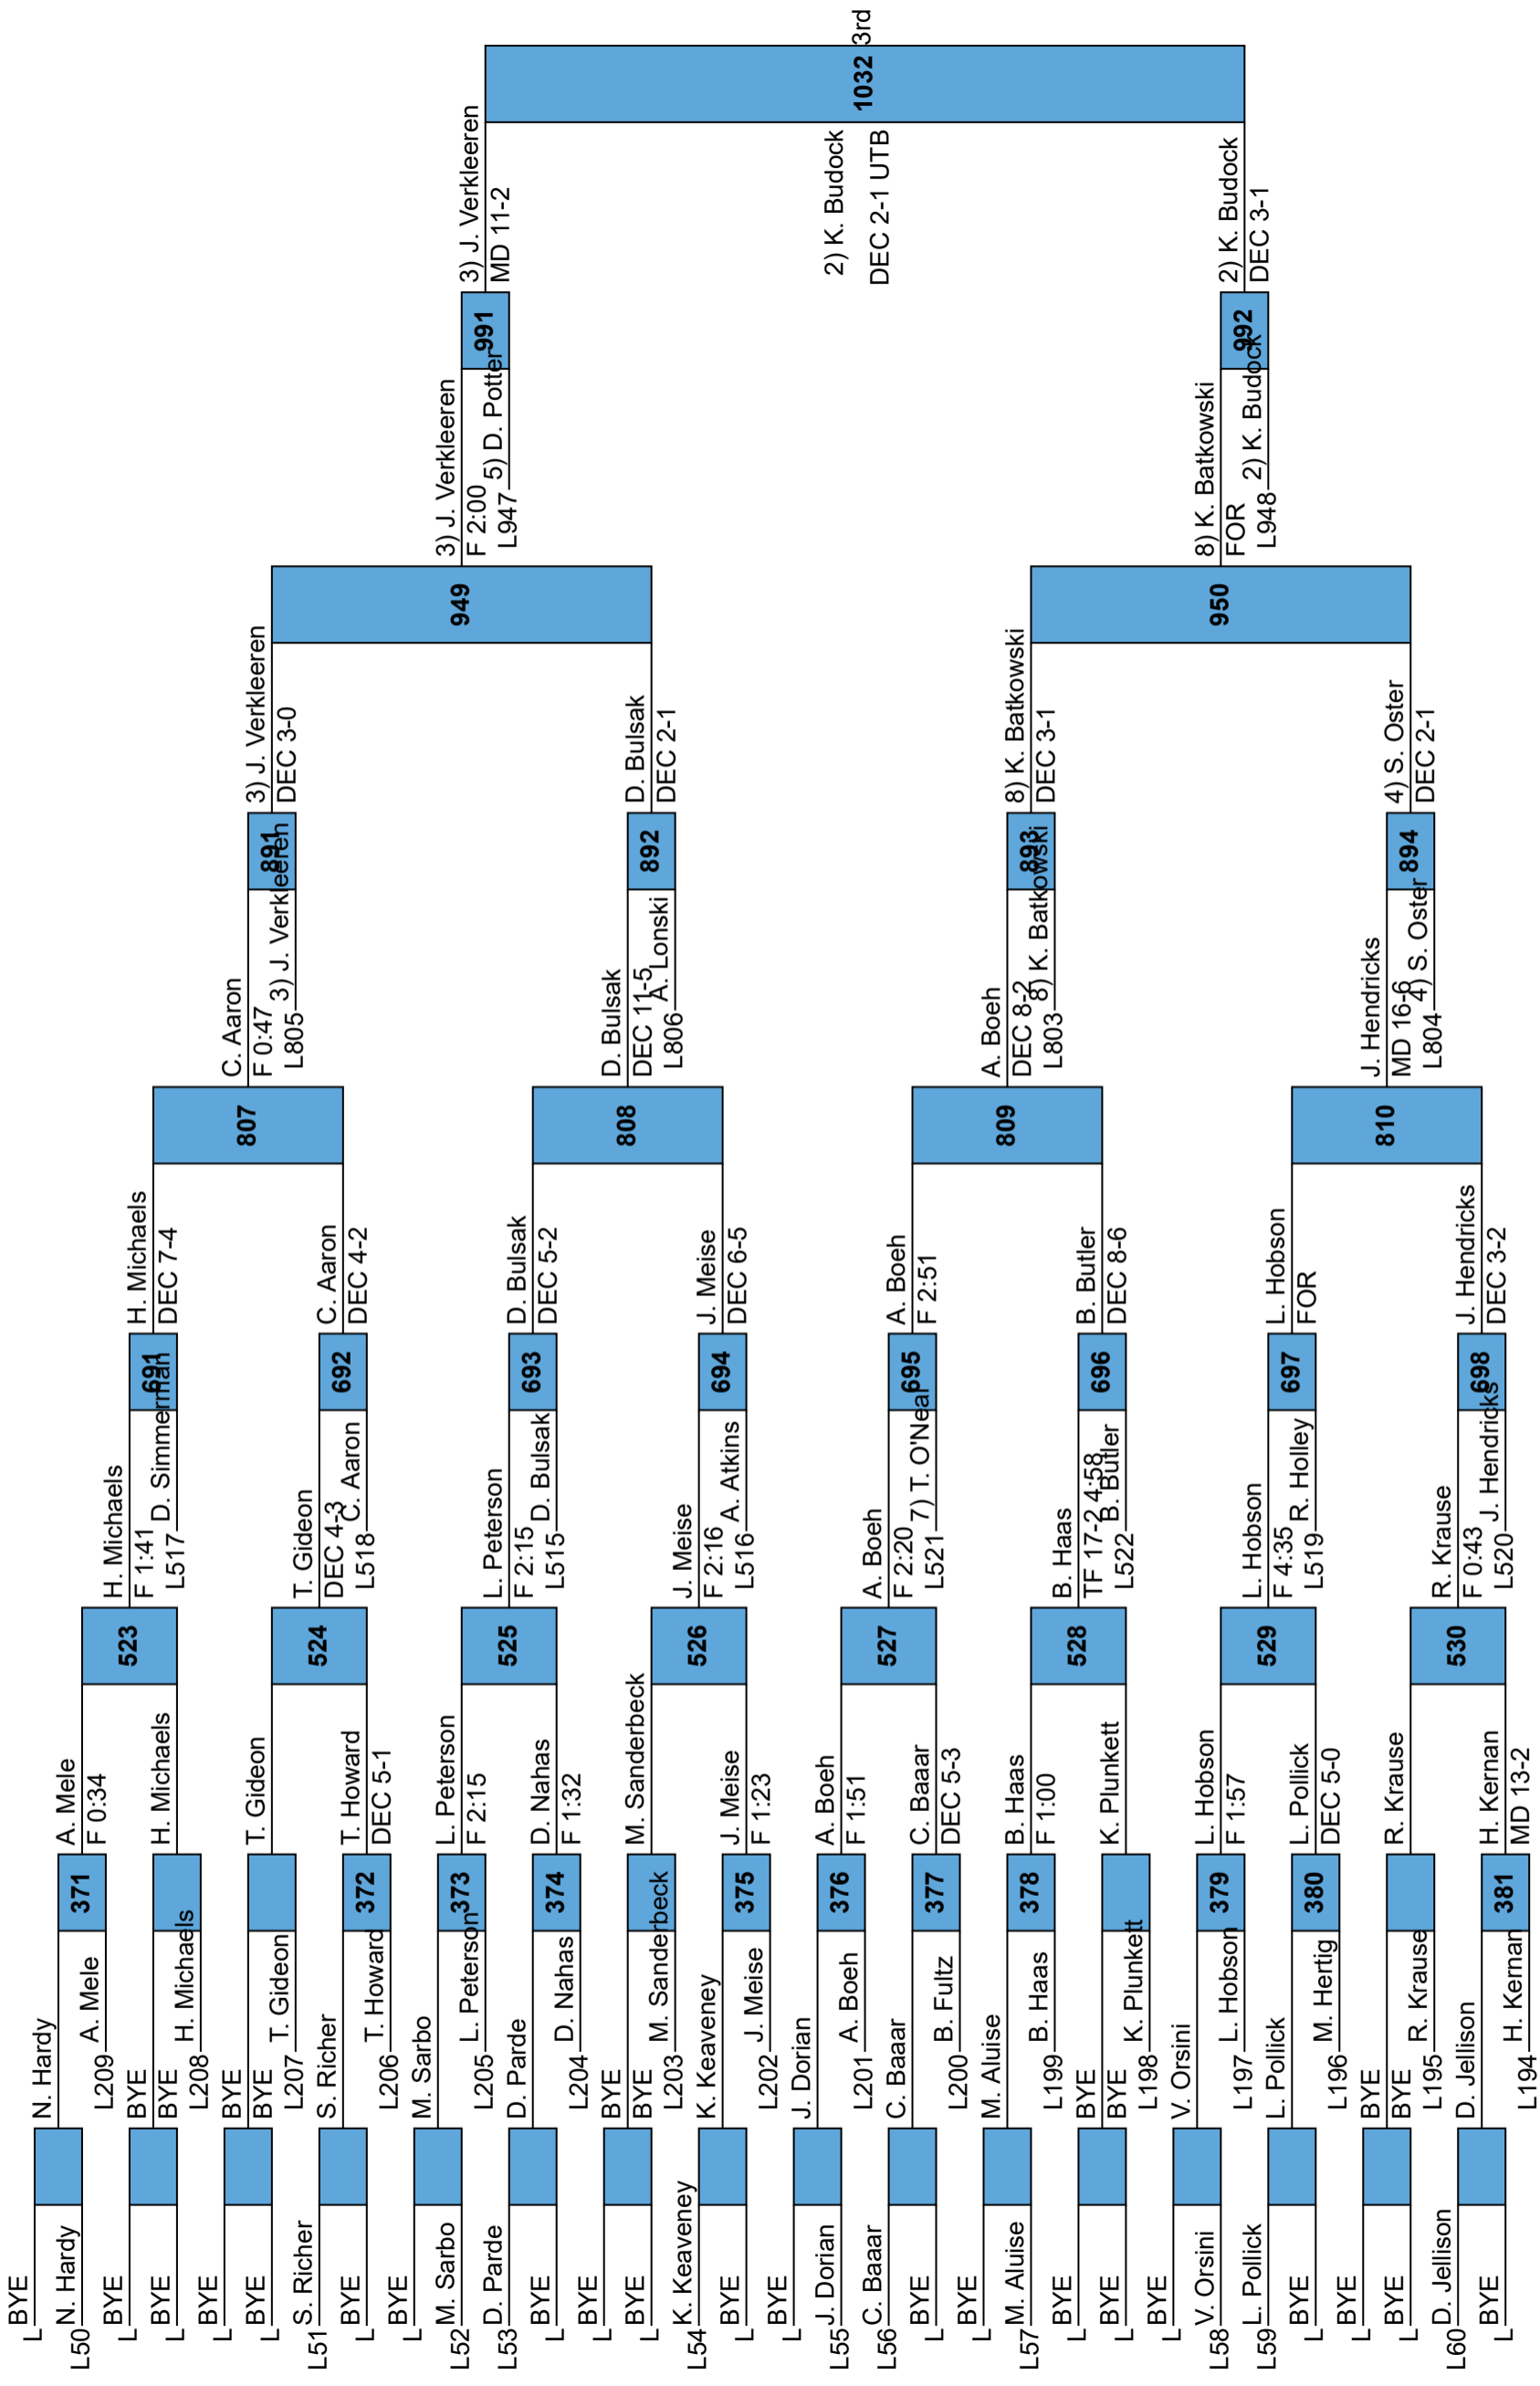 L BYE
L50 N. Hardy
L BYE
L BYE
L BYE
L BYE
L51 S. Richer
L BYE
L BYE
L52 M. Sarbo
L53 D. Parde
L BYE
L BYE
L BYE
L54 K. Keaveney
L BYE
L BYE
L55 J. Dorian
L56 C. Baaar
L BYE
L BYE
L57 M. Aluise
L BYE
L BYE
L BYE
L58 V. Orsini
L59 L. Pollick
L BYE
L BYE
L BYE
L60 D. Jellison
L BYE
N. Hardy
L209 A. Mele
371
BYE
BYE
L208 H. Michaels
BYE
BYE
L207 T. Gideon
S. Richer
L206 T. Howard
372
M. Sarbo
L205 L. Peterson
373
D. Parde
L204 D. Nahas
374
BYE
BYE
L203 M. Sanderbeck
K. Keaveney
L202 J. Meise
375
J. Dorian
L201 A. Boeh
376
C. Baaar
L200 B. Fultz
377
M. Aluise
L199 B. Haas
378
BYE
BYE
L198 K. Plunkett
V. Orsini
L197 L. Hobson
379
L. Pollick
L196 M. Hertig
380
BYE
BYE
L195 R. Krause
D. Jellison
L194 H. Kernan
381
A. Mele
F 0:34
H. Michaels
523
T. Gideon
T. Howard
DEC 5-1
524
L. Peterson
F 2:15
D. Nahas
F 1:32
525
M. Sanderbeck
J. Meise
F 1:23
526
A. Boeh
F 1:51
C. Baaar
DEC 5-3
527
B. Haas
F 1:00
K. Plunkett
528
L. Hobson
F 1:57
L. Pollick
DEC 5-0
529
R. Krause
H. Kernan
MD 13-2
530
H. Michaels
F 1:41
L517 D. Simmerman
691
T. Gideon
DEC 4-3
L518 C. Aaron
692
L. Peterson
F 2:15
L515 D. Bulsak
693
J. Meise
F 2:16
L516 A. Atkins
694
A. Boeh
F 2:20
L521 7) T. O'Neal
695
B. Haas
TF 17-2 4:58
L522 B. Butler
696
L. Hobson
F 4:35
L519 R. Holley
697
R. Krause
F 0:43
L520 J. Hendricks
698
H. Michaels
DEC 7-4
C. Aaron
DEC 4-2
807
D. Bulsak
DEC 5-2
J. Meise
DEC 6-5
808
A. Boeh
F 2:51
B. Butler
DEC 8-6
809
L. Hobson
FOR
J. Hendricks
DEC 3-2
810
C. Aaron
F 0:47
L805 3) J. Verkleeren
891
D. Bulsak
DEC 11-5
L806 A. Lonski
892
A. Boeh
DEC 8-2
L803 8) K. Batkowski
893
J. Hendricks
MD 16-6
L804 4) S. Oster
894
3) J. Verkleeren
DEC 3-0
D. Bulsak
DEC 2-1
949
8) K. Batkowski
DEC 3-1
4) S. Oster
DEC 2-1
950
3) J. Verkleeren
F 2:00
L947 5) D. Potter
991
8) K. Batkowski
FOR
L948 2) K. Budock
992
3) J. Verkleeren
MD 11-2
2) K. Budock
DEC 3-1
1032
2) K. Budock
DEC 2-1 UTB
3rd